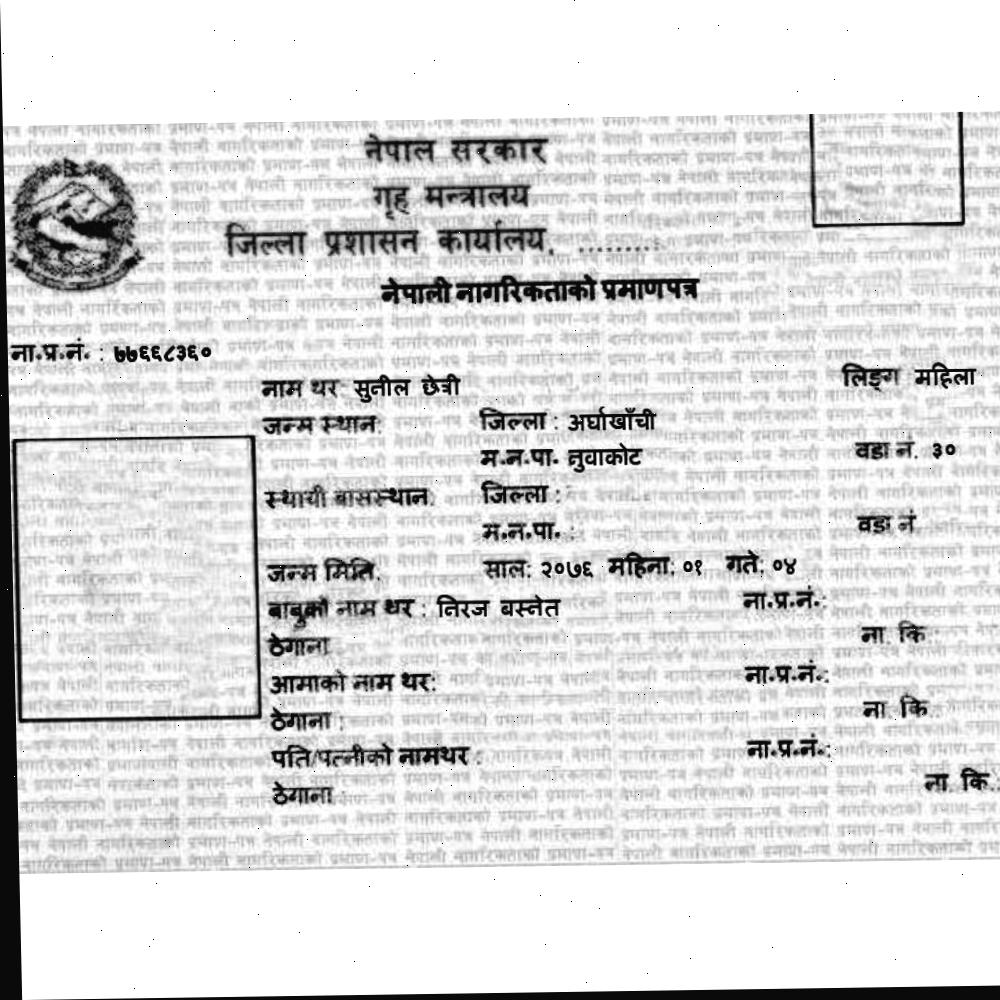 नेपाल सरकार
गृह मन्त्रालय
जिल्ला प्रशासन कार्यालय, .........
नेपाली नागरिकताको प्रमाणपत्र
ना.प्र.नं. : ७७६६८३६०
नाम थर सुनील छेत्री लिङ्ग महिला
जन्म स्थान: जिल्ला : अर्घाखाँची
म.न.पा. नुवाकोट वडा नं. ३०
स्थायी बासस्थान: जिल्ला :
म.न.पा. : वडा नं
जन्म मिति: साल: २०७६ महिना: ०१ गते: ०४
बाबुको नाम थर : निरज बस्नेत ना.प्र.नं.:
ठेगाना ना. कि.:
आमाको नाम थर: ना.प्र.नं.:
ठेगाना : ना. कि.:
पति/पत्नीको नामथर : ना.प्र.नं.:
ठेगाना : ना. कि.: